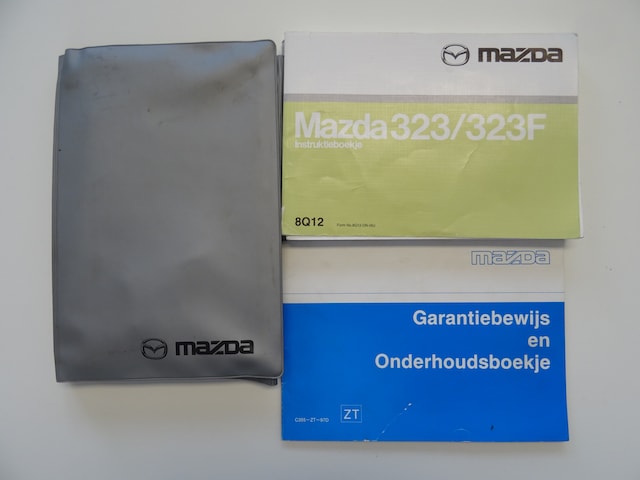 mazda
mazda
Mazda 323/323F
Instruktieboekje
8Q12
mazda
Garantiebewijs
en
Onderhoudsboekje
ZT